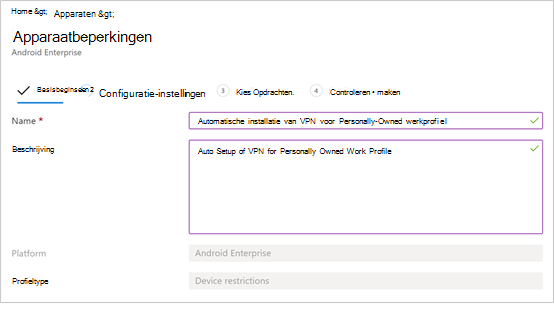 Home &gt; Apparaten &gt;
Apparaatbeperkingen
Android Enterprise
Basisbeginselen 2 Configuratie-instellingen 3 Kies Opdrachten. 4 Controleren + maken
Name * Automatische installatie van VPN voor Personally-Owned werkprofiel
Beschrijving Auto Setup of VPN for Personally Owned Work Profile
Platform Android Enterprise
Profieltype Device restrictions